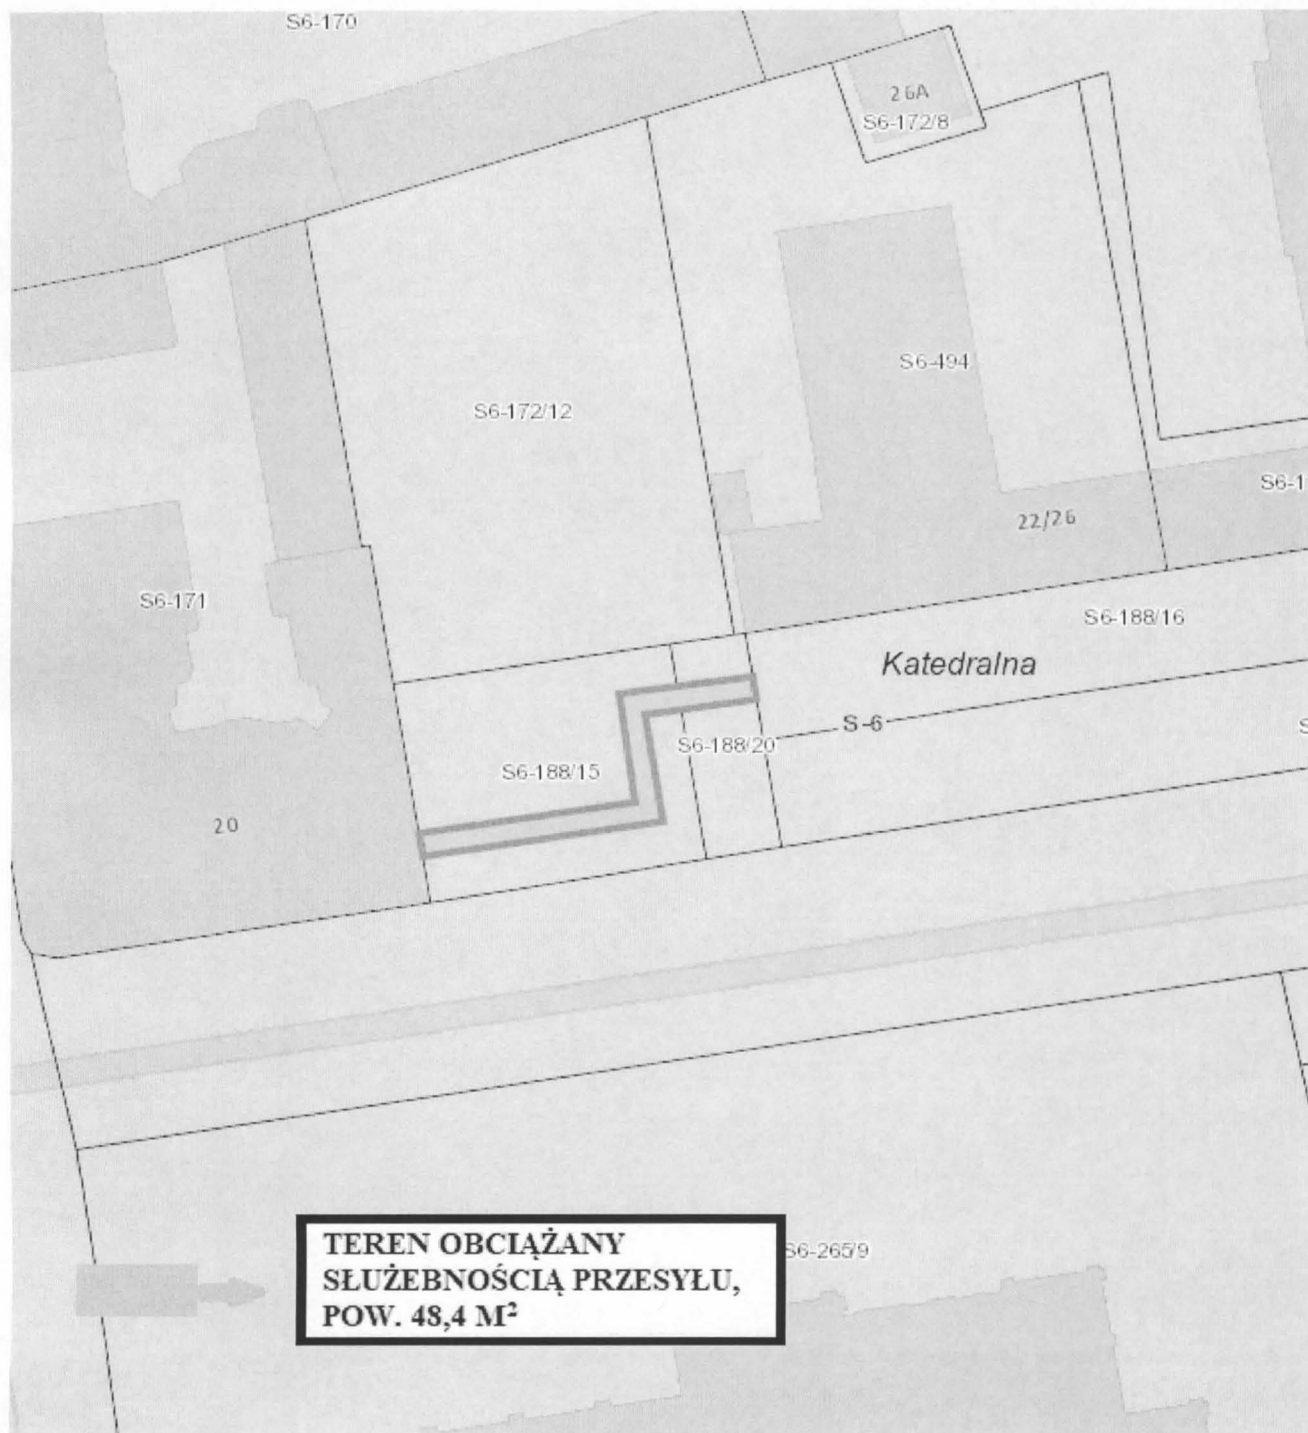 S6-170
26A
S6-172/8
S6-494
S6-172/12
S6-1
22/26
S6-171
S6-188/16
Katedralna
S-6
S6-188/20
S6-188/15
20
TEREN OBCIĄŻANY
SŁUŻEBNOŚCIĄ PRZESYŁU,
POW. 48,4 M²
S6-265/9